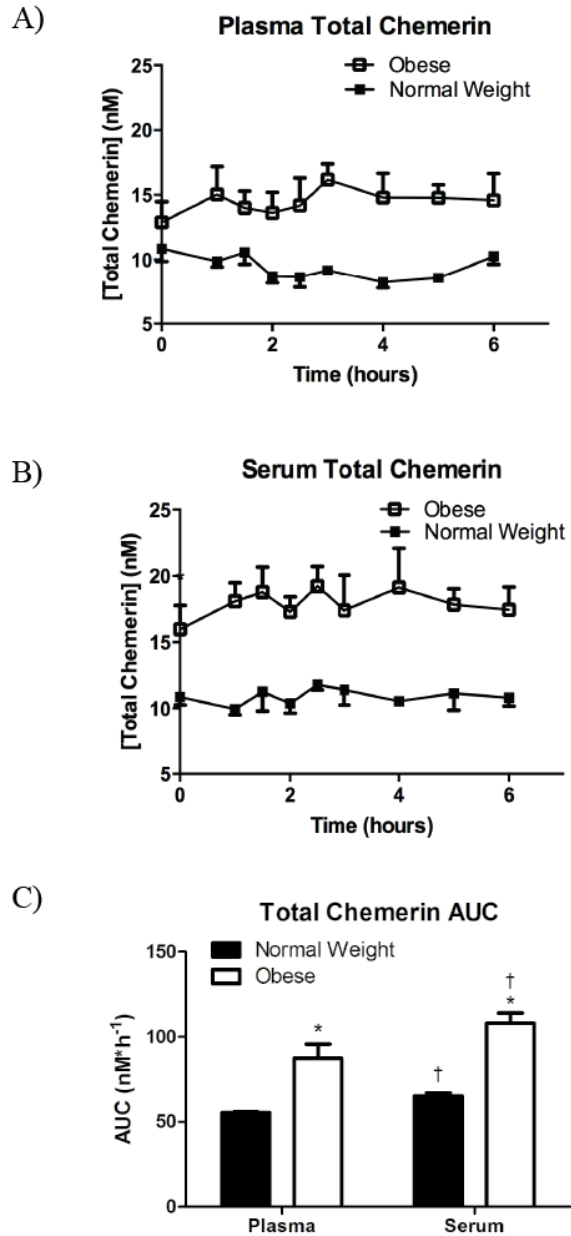 A)
Plasma Total Chemerin
Obese
Normal Weight
[Total Chemerin] (nM)
25
20
15
10
5
0 2 4 6
Time (hours)
B)
Serum Total Chemerin
Obese
Normal Weight
[Total Chemerin] (nM)
25
20
15
10
5
0 2 4 6
Time (hours)
C)
Total Chemerin AUC
Normal Weight
Obese
AUC (nM*h⁻¹)
150
100
50
0
*
†
†
*
Plasma Serum